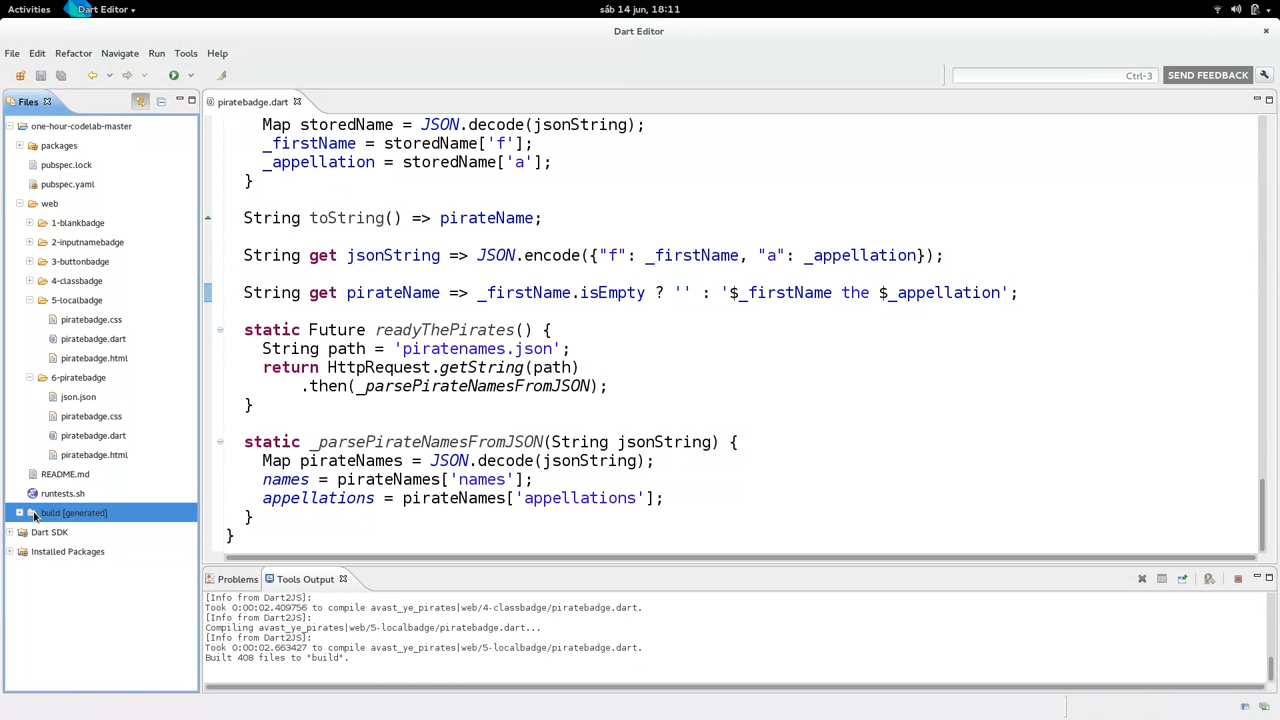 Activities
Dart Editor
sáb 14 jun, 18:11
Dart Editor
File Edit Refactor Navigate Run Tools Help
Ctrl-3
SEND FEEDBACK
Files
one-hour-codelab-master
packages
pubspec.lock
pubspec.yaml
web
1-blankbadge
2-inputnamebadge
3-buttonbadge
4-classbadge
5-localbadge
piratebadge.css
piratebadge.dart
piratebadge.html
6-piratebadge
json.json
piratebadge.css
piratebadge.dart
piratebadge.html
README.md
runtests.sh
build [generated]
Dart SDK
Installed Packages
piratebadge.dart
Map storedName = JSON.decode(jsonString);
_firstName = storedName['f'];
_appellation = storedName['a'];
}
String toString() => pirateName;
String get jsonString => JSON.encode({"f": _firstName, "a": _appellation});
String get pirateName => _firstName.isEmpty ? '' : '$_firstName the $_appellation';
static Future readyThePirates() {
String path = 'piratenames.json';
return HttpRequest.getString(path)
.then(_parsePirateNamesFromJSON);
}
static _parsePirateNamesFromJSON(String jsonString) {
Map pirateNames = JSON.decode(jsonString);
names = pirateNames['names'];
appellations = pirateNames['appellations'];
}
}
Problems
Tools Output
[Info from Dart2JS]:
Took 0:00:02.409756 to compile avast_ye_pirates|web/4-classbadge/piratebadge.dart.
[Info from Dart2JS]:
Compiling avast_ye_pirates|web/5-localbadge/piratebadge.dart...
[Info from Dart2JS]:
Took 0:00:02.663427 to compile avast_ye_pirates|web/5-localbadge/piratebadge.dart.
Built 408 files to "build".